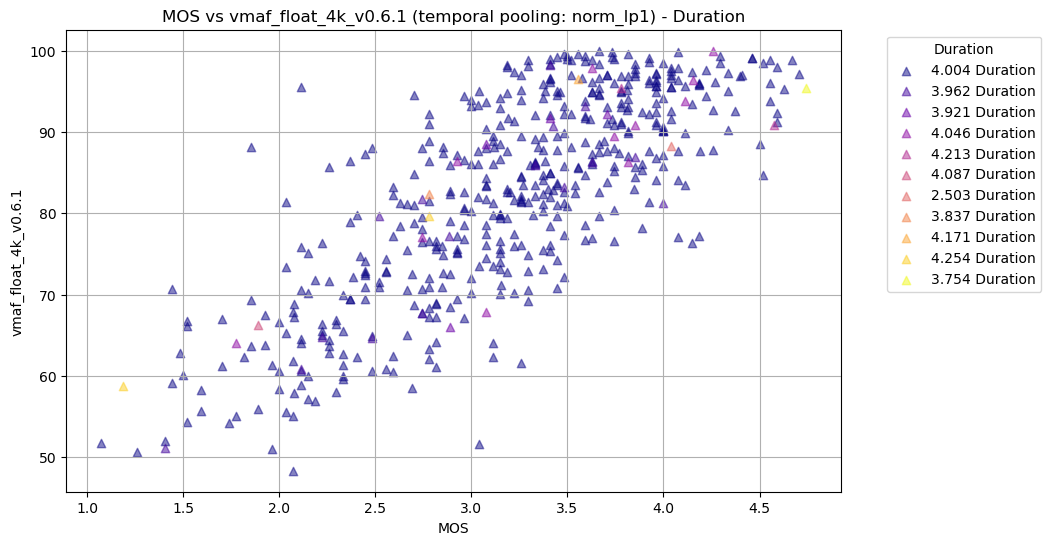 MOS vs vmaf_float_4k_v0.6.1 (temporal pooling: norm_lp1) - Duration
100
90
80
70
60
50
vmaf_float_4k_v0.6.1
1.0 1.5 2.0 2.5 3.0 3.5 4.0 4.5
MOS
Duration
4.004 Duration
3.962 Duration
3.921 Duration
4.046 Duration
4.213 Duration
4.087 Duration
2.503 Duration
3.837 Duration
4.171 Duration
4.254 Duration
3.754 Duration